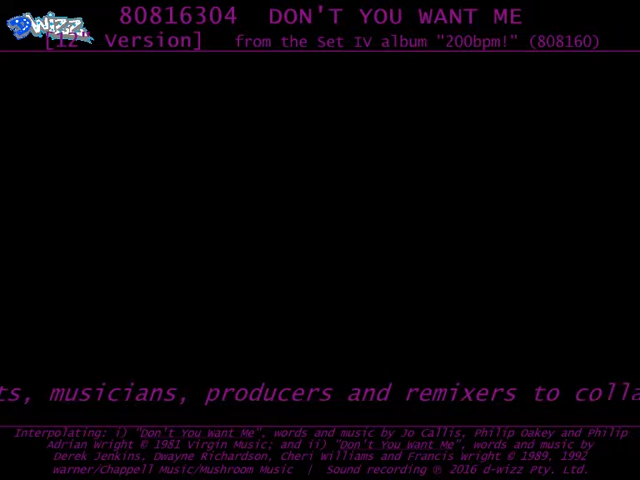 80816304 DON'T YOU WANT ME
D-Wizz
[12" Version] from the Set IV album "200bpm!" (808160)
ts, musicians, producers and remixers to colla
Interpolating: i) "Don't You Want Me", words and music by Jo Callis, Philip Oakey and Philip
Adrian Wright © 1981 Virgin Music; and ii) "Don't You Want Me", words and music by
Derek Jenkins, Dwayne Richardson, Cheri Williams and Francis Wright © 1989, 1992
Warner/Chappell Music/Mushroom Music | Sound recording ℗ 2016 d-wizz Pty. Ltd.